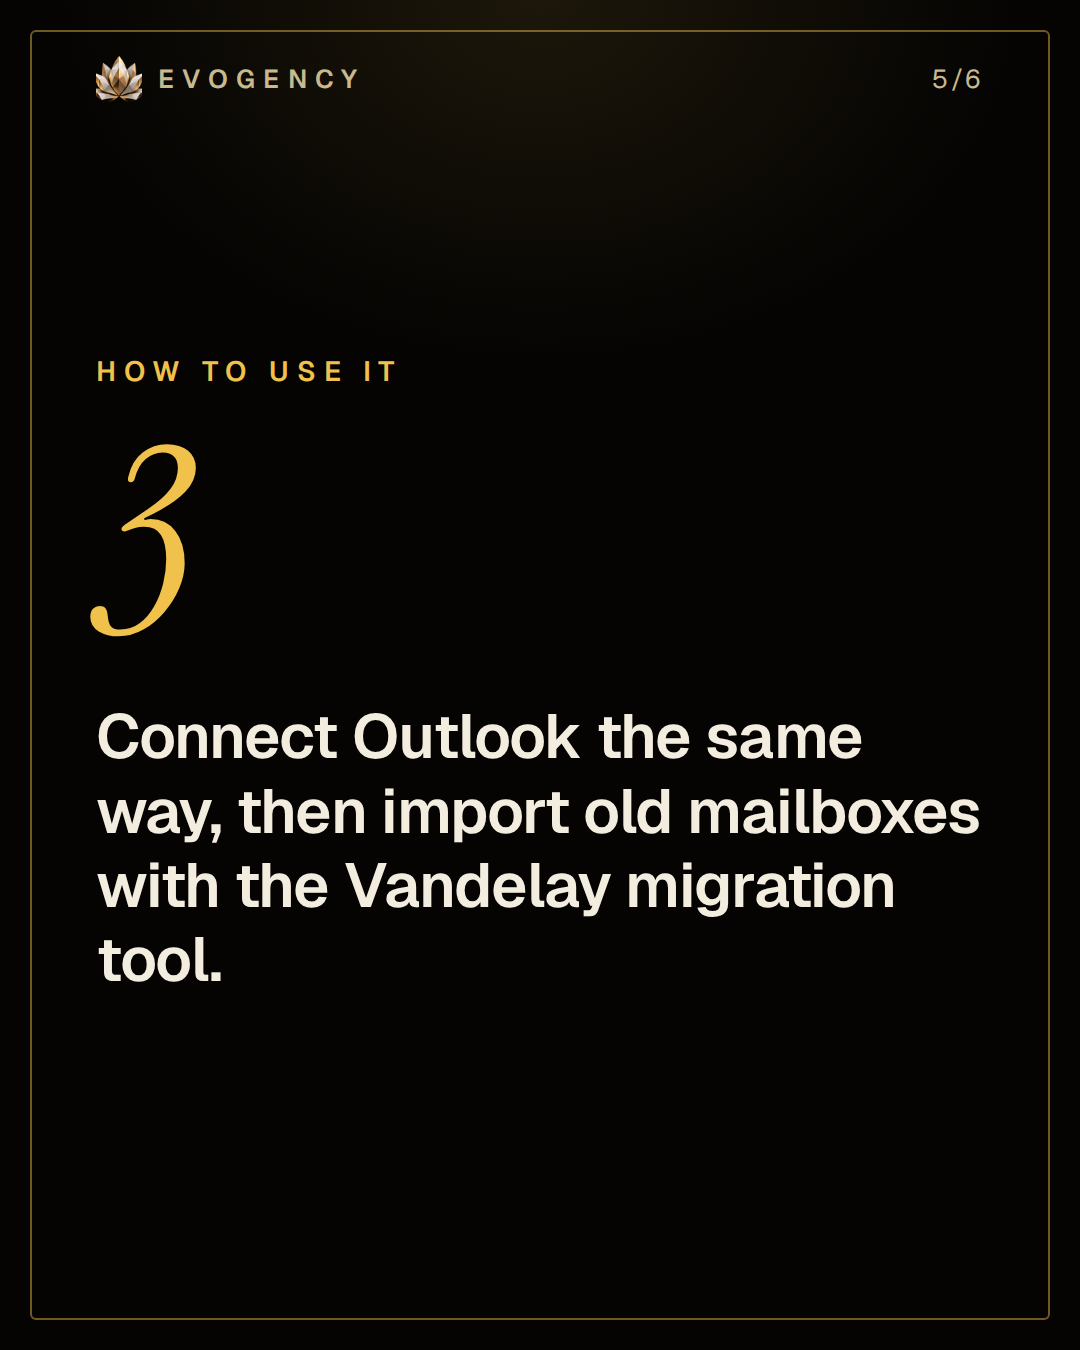 EVOGENCY
5/6
HOW TO USE IT
3
Connect Outlook the same
way, then import old mailboxes
with the Vandelay migration
tool.